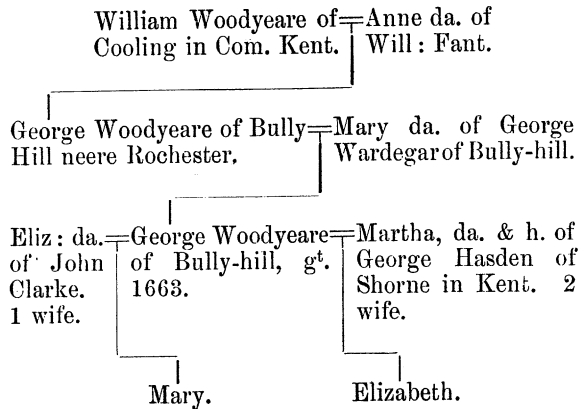 William Woodyeare of
Cooling in Com. Kent.
Anne da. of
Will : Fant.
George Woodyeare of Bully
Hill neere Rochester.
Mary da. of George
Wardegar of Bully-hill.
Eliz : da.
of John
Clarke.
1 wife.
George Woodyeare
of Bully-hill, gt.
1663.
Martha, da. & h. of
George Hasden of
Shorne in Kent. 2
wife.
Mary.
Elizabeth.